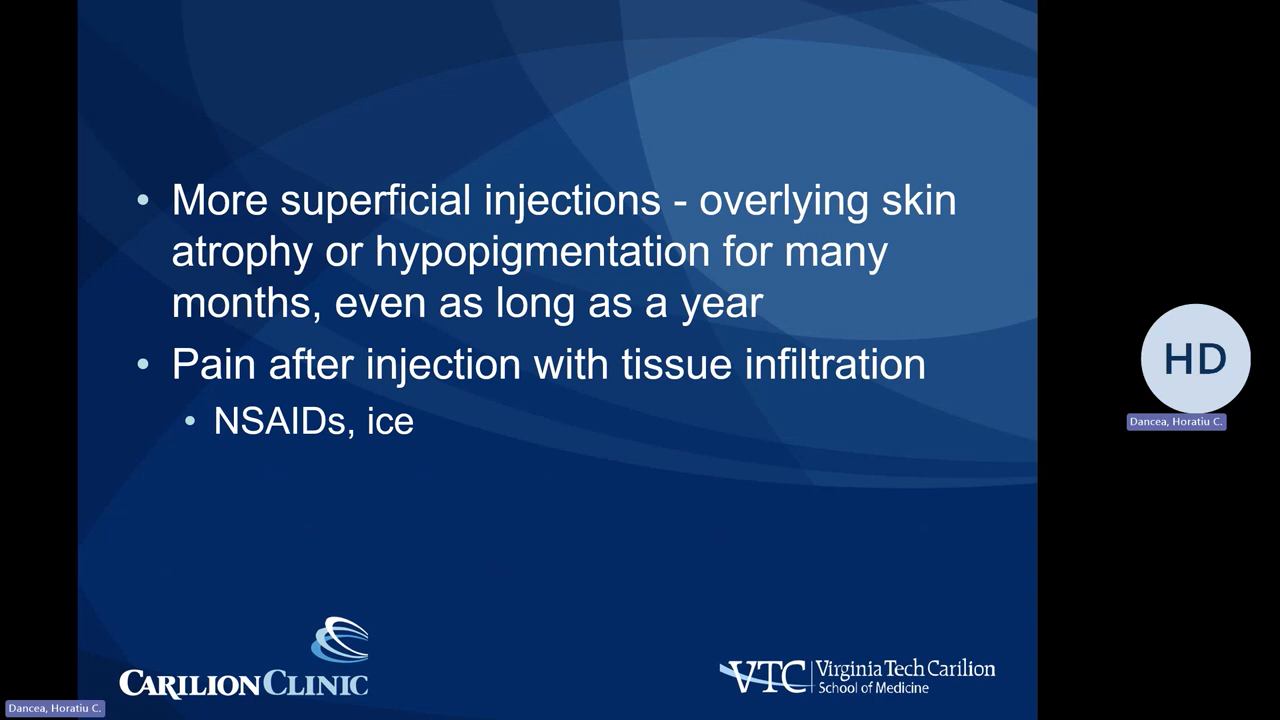 • More superficial injections - overlying skin
atrophy or hypopigmentation for many
months, even as long as a year
• Pain after injection with tissue infiltration
• NSAIDs, ice
HD
Dancea, Horatiu C.
CARILION CLINIC
VTC Virginia Tech Carilion
School of Medicine
Dancea, Horatiu C.